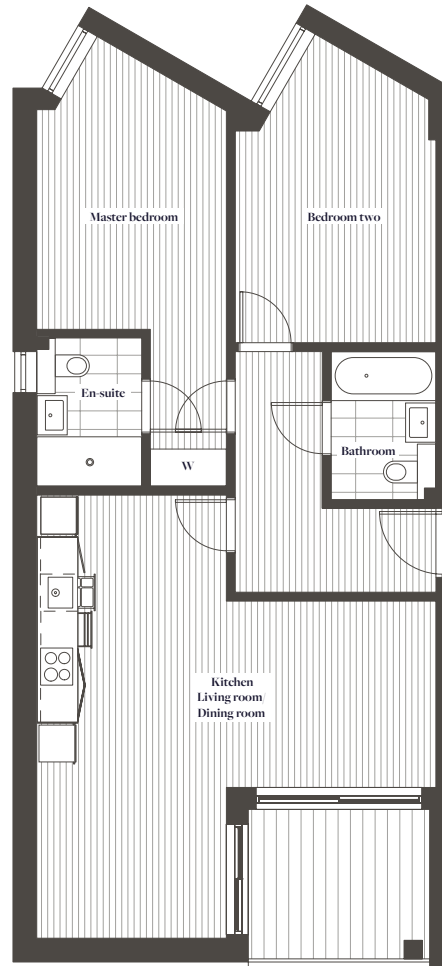 Master bedroom
Bedroom two
En-suite
Bathroom
W
Kitchen
Living room/
Dining room